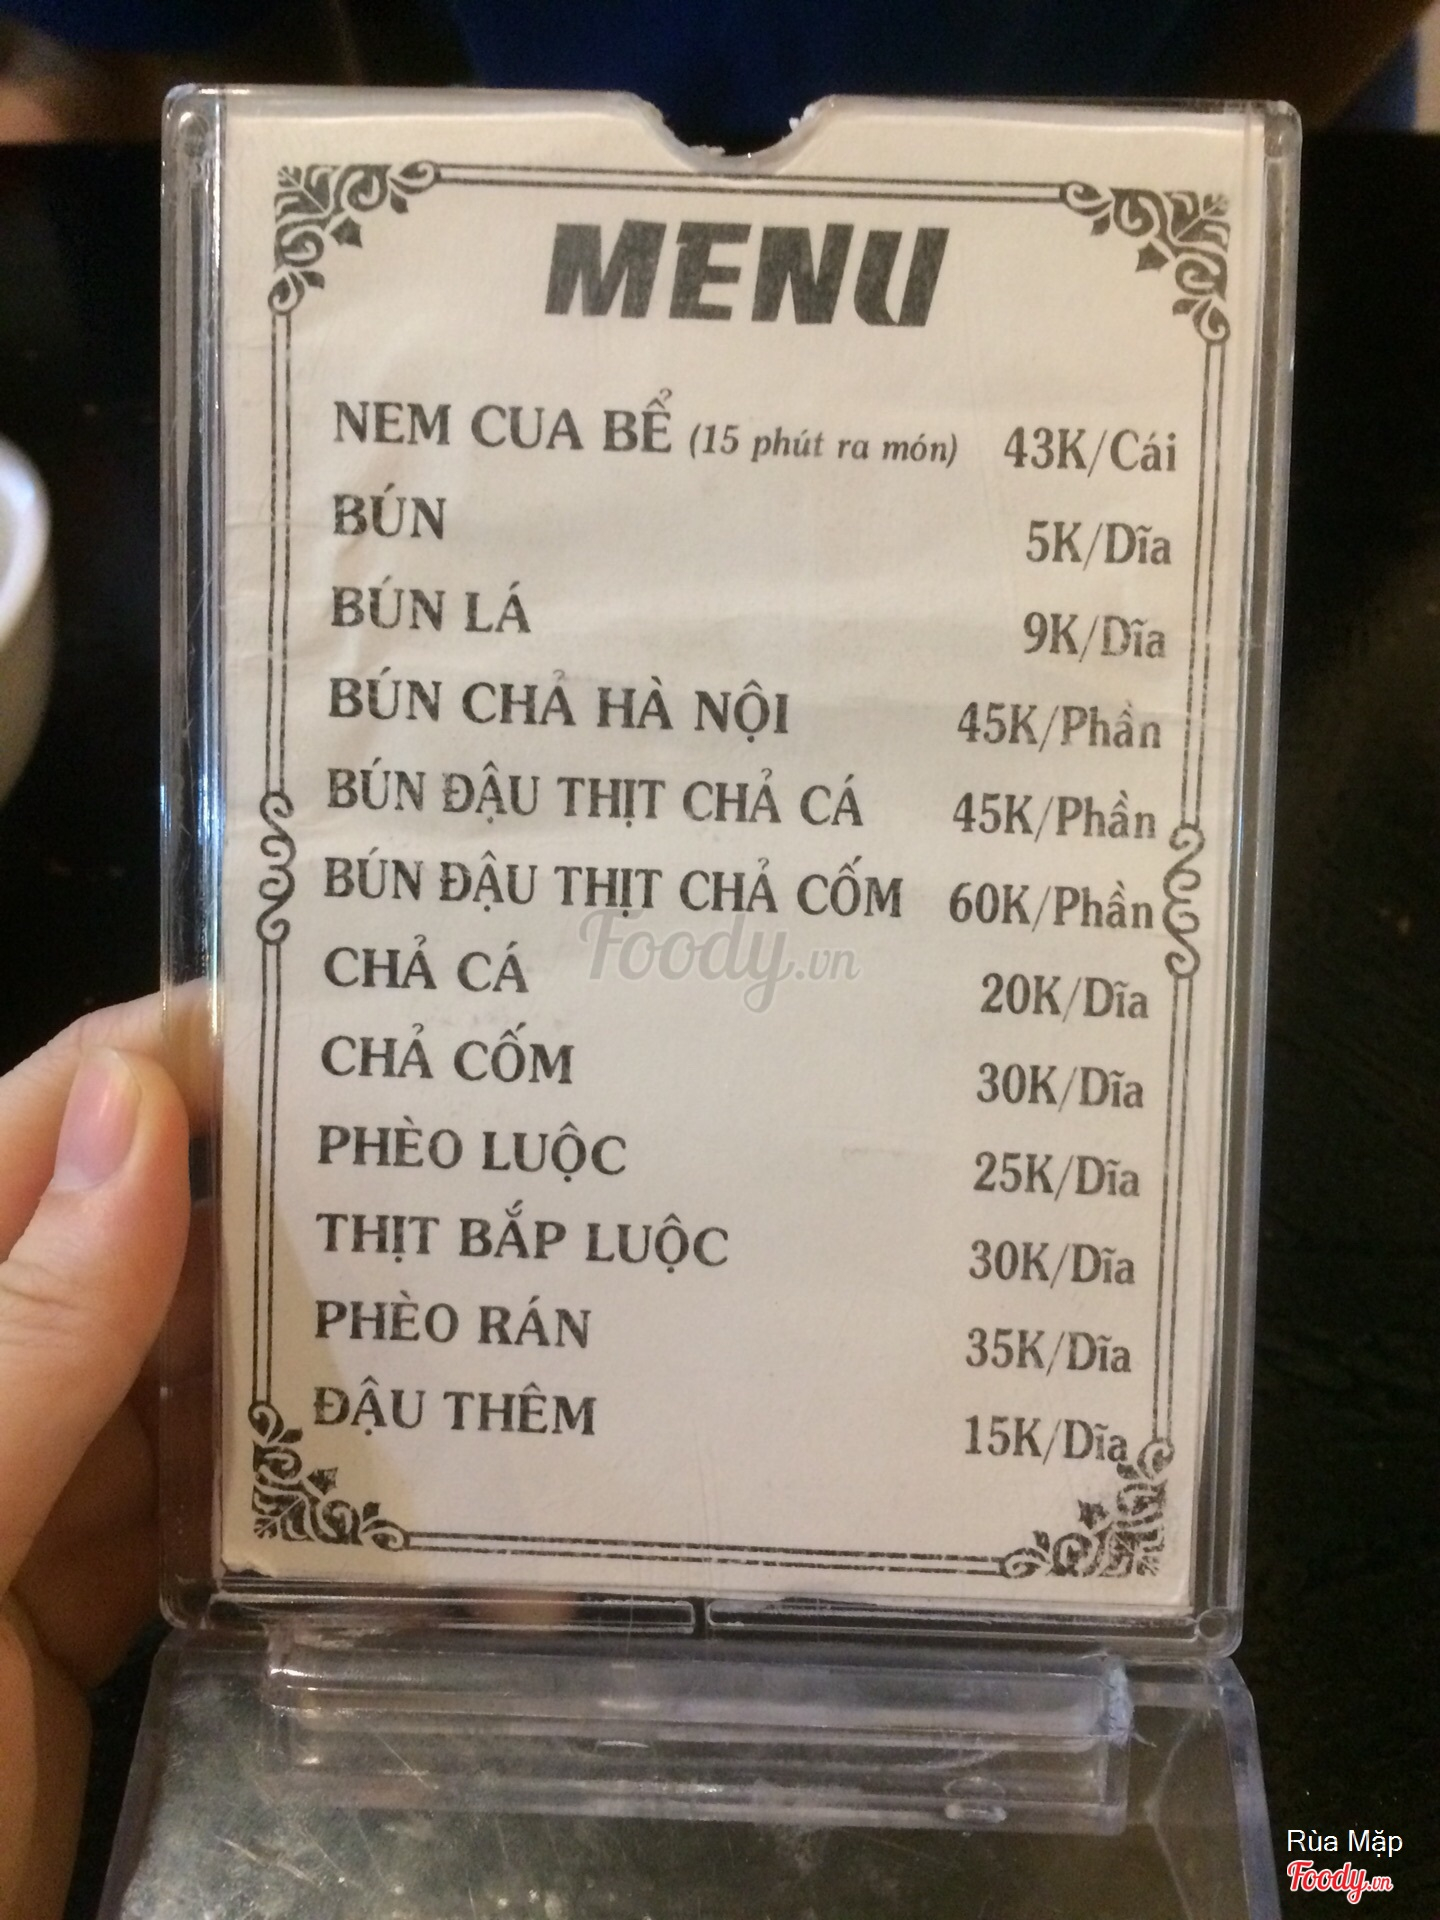 MENU
NEM CUA BỂ (15 phút ra món) 43K/Cái
BÚN 5K/Dĩa
BÚN LÁ 9K/Dĩa
BÚN CHẢ HÀ NỘI 45K/Phần
BÚN ĐẬU THỊT CHẢ CÁ 45K/Phần
BÚN ĐẬU THỊT CHẢ CỐM 60K/Phần
Foody.vn
CHẢ CÁ 20K/Dĩa
CHẢ CỐM 30K/Dĩa
PHÈO LUỘC 25K/Dĩa
THỊT BẮP LUỘC 30K/Dĩa
PHÈO RÁN 35K/Dĩa
ĐẬU THÊM 15K/Dĩa
Rùa Mặp
Foody.vn